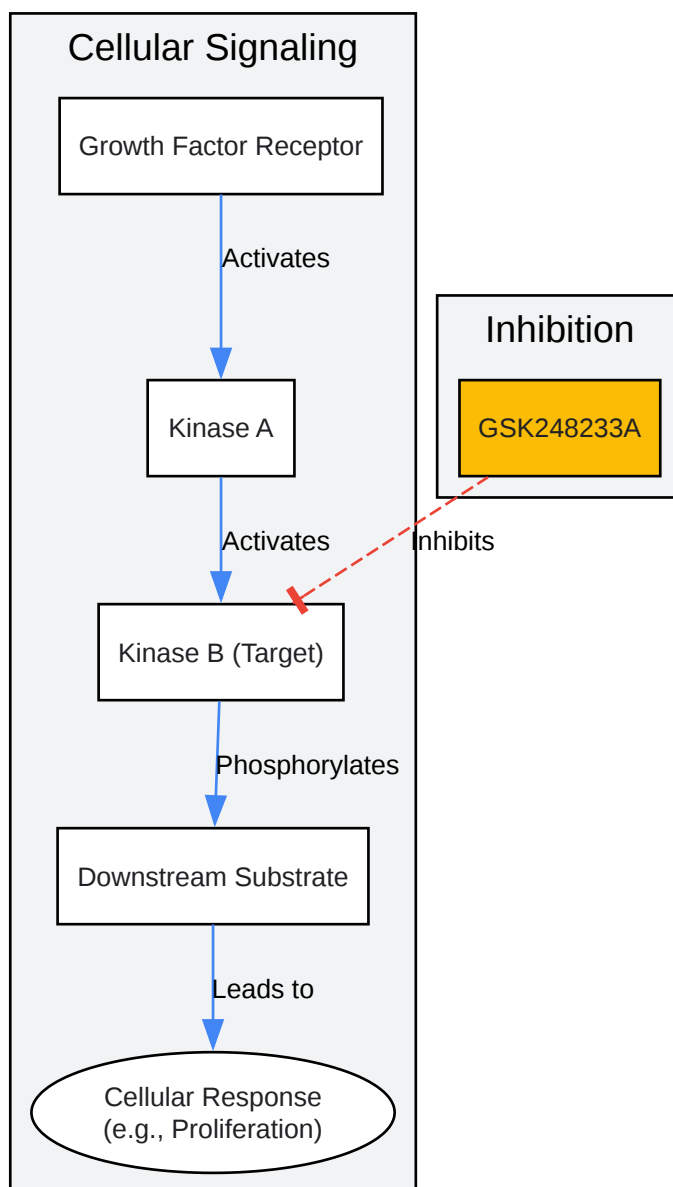 Cellular Signaling
Growth Factor Receptor
Activates
Inhibition
Kinase A
GSK248233A
Activates
Inhibits
Kinase B (Target)
Phosphorylates
Downstream Substrate
Leads to
Cellular Response
(e.g., Proliferation)